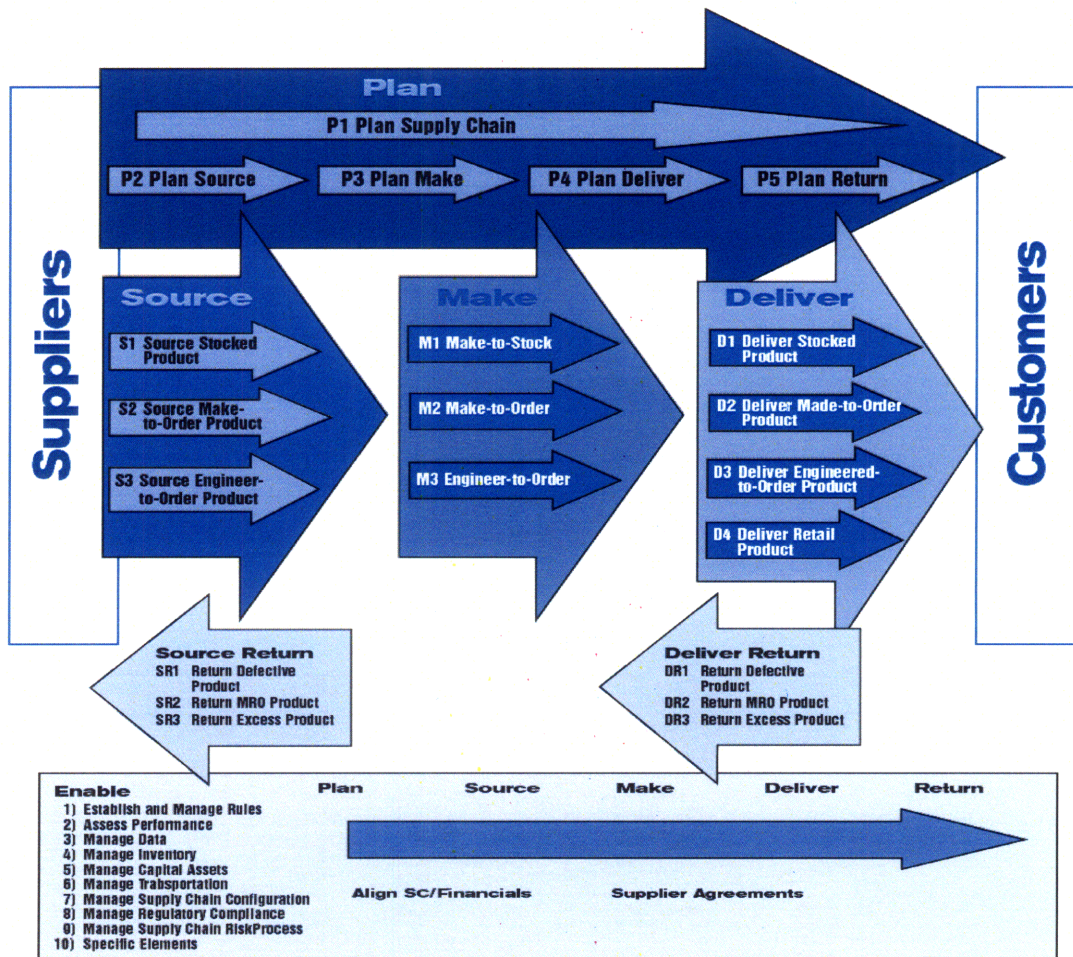 Plan
P1 Plan Supply Chain
P2 Plan Source
P3 Plan Make
P4 Plan Deliver
P5 Plan Return
Suppliers
Customers
Source
S1 Source Stocked
Product
S2 Source Make-
to-Order Product
S3 Source Engineer-
to-Order Product
Make
M1 Make-to-Stock
M2 Make-to-Order
M3 Engineer-to-Order
Deliver
D1 Deliver Stocked
Product
D2 Deliver Made-to-Order
Product
D3 Deliver Engineered-
to-Order Product
D4 Deliver Retail
Product
Source Return
SR1 Return Defective
Product
SR2 Return MRO Product
SR3 Return Excess Product
Deliver Return
DR1 Return Defective
Product
DR2 Return MRO Product
DR3 Return Excess Product
Enable
1) Establish and Manage Rules
2) Assess Performance
3) Manage Data
4) Manage Inventory
5) Manage Capital Assets
6) Manage Trabsportation
7) Manage Supply Chain Configuration
8) Manage Regulatory Compliance
9) Manage Supply Chain RiskProcess
10) Specific Elements
Plan Source Make Deliver Return
Align SC/Financials Supplier Agreements